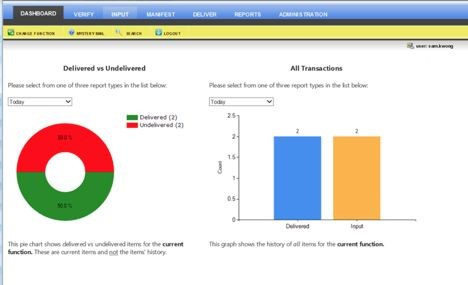 DASHBOARD VERIFY INPUT MANIFEST DELIVER REPORTS ADMINISTRATION
CHANGE FUNCTION MYSTERY MAIL SEARCH LOGOUT
user: sam.kwong
Delivered vs Undelivered
Please select from one of three report types in the list below:
Today
Delivered (2)
Undelivered (2)
50.0 %
50.0 %
This pie chart shows delivered vs undelivered items for the current
function. These are current items and not the items' history.
All Transactions
Please select from one of three report types in the list below:
Today
2.5
2
1.5
1
0.5
0
Count
2
2
Delivered
Input
This graph shows the history of all items for the current function.